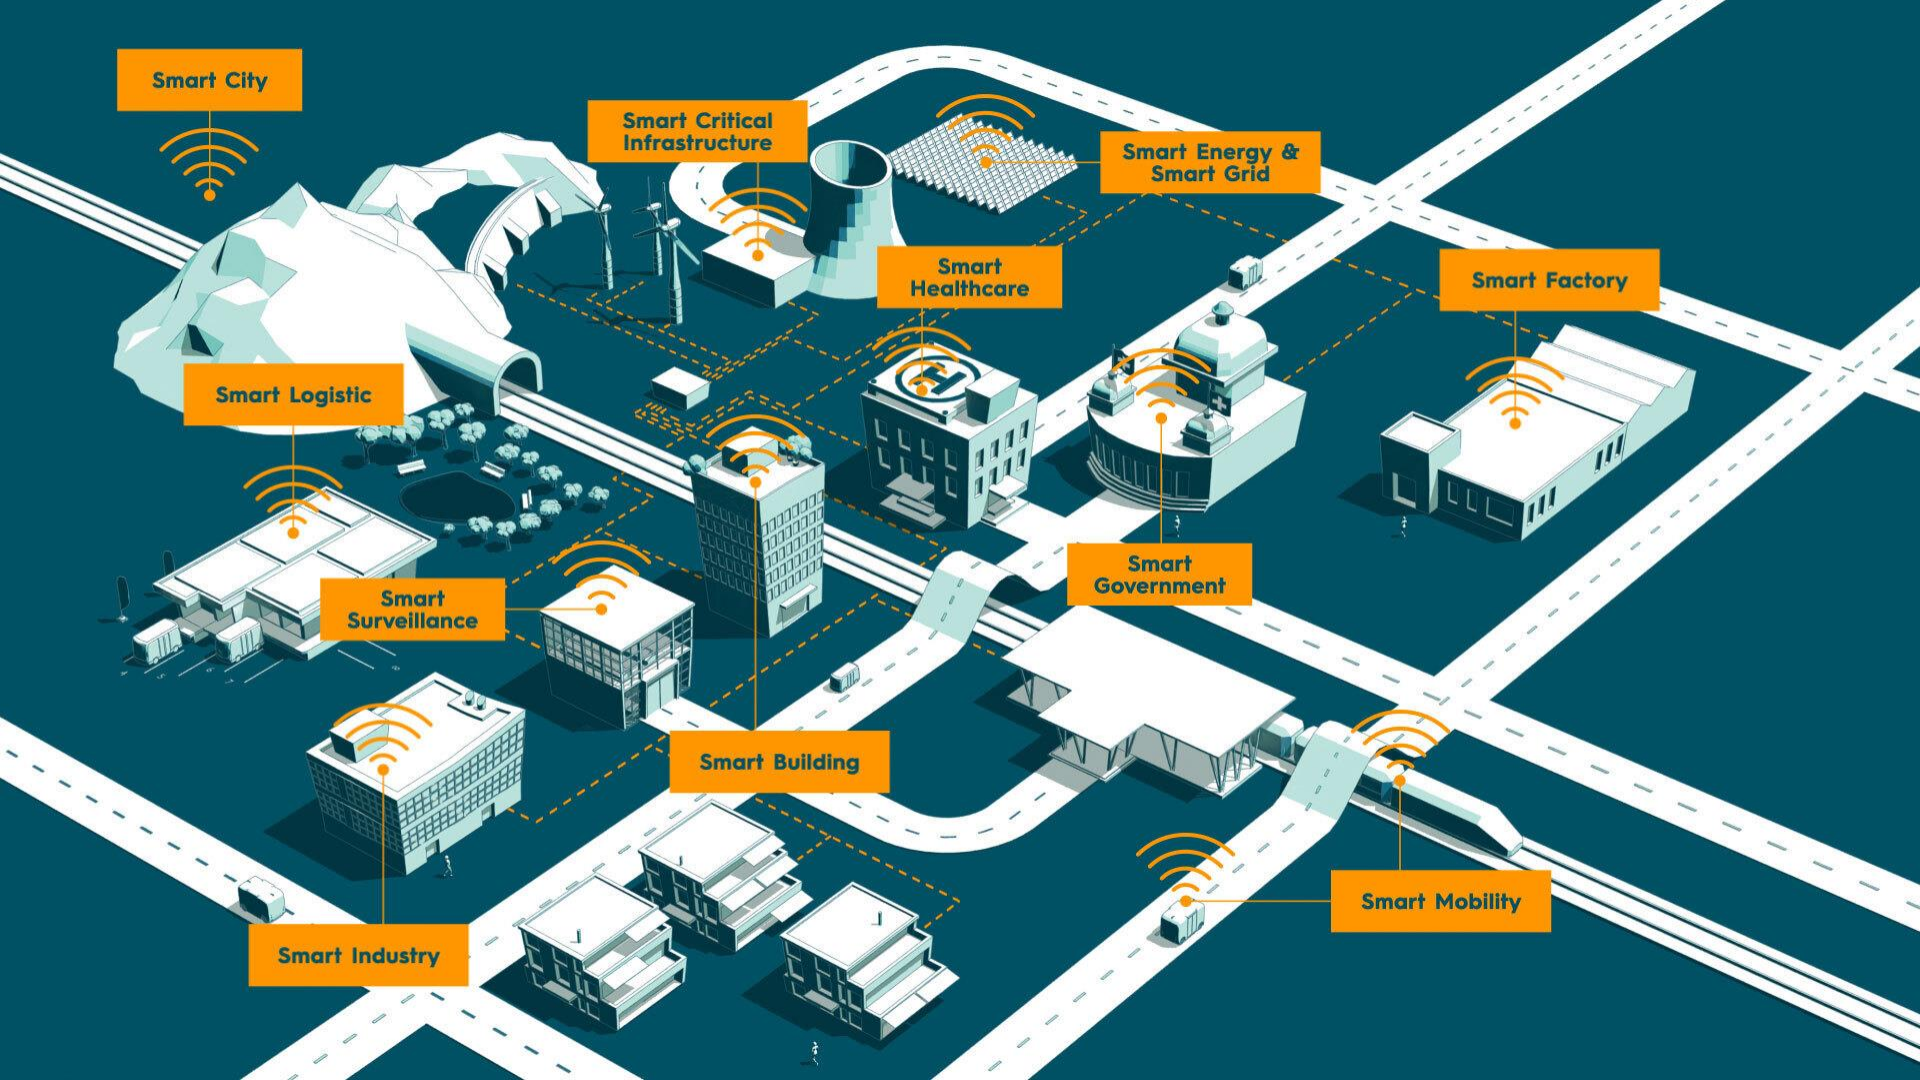 Smart City
Smart Critical
Infrastructure
Smart Energy &
Smart Grid
Smart
Healthcare
Smart Factory
Smart Logistic
H
Smart
Government
Smart
Surveillance
Smart Building
Smart Mobility
Smart Industry